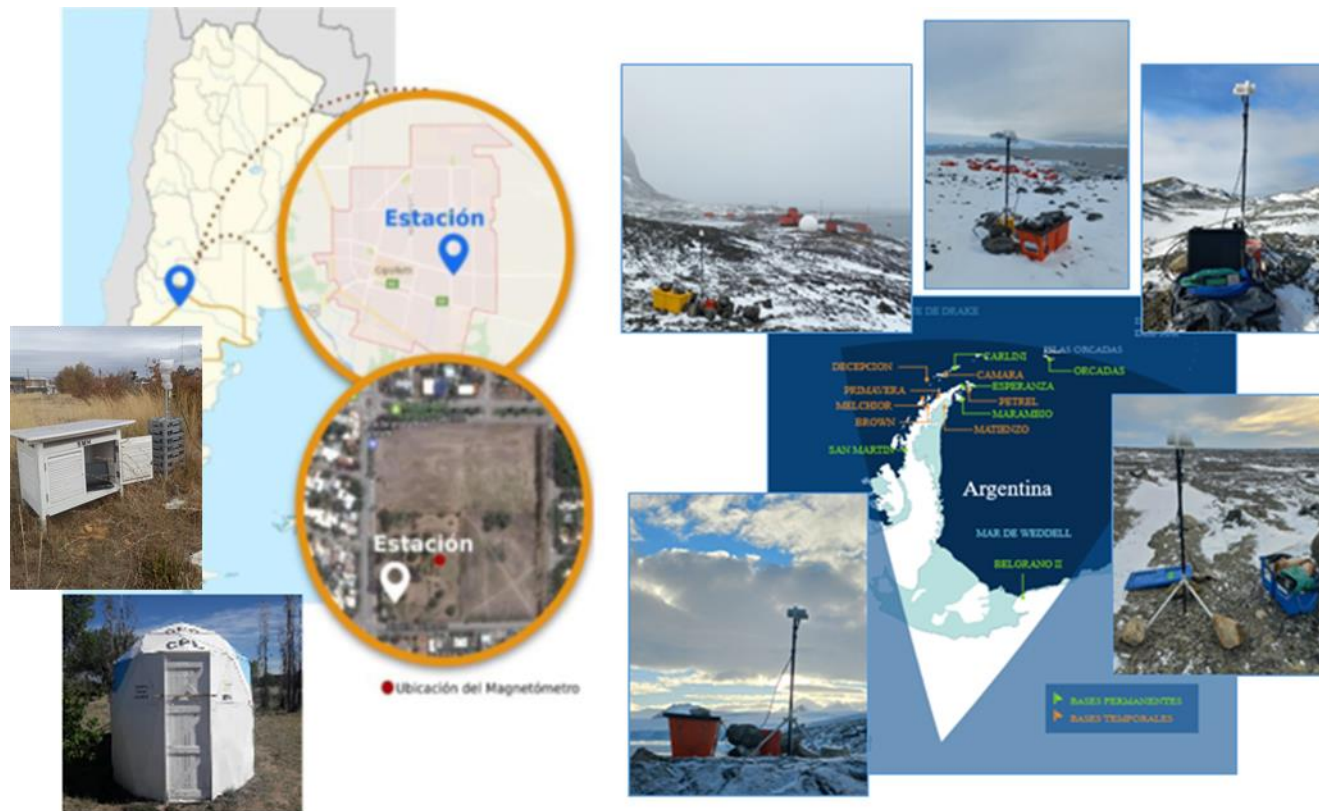 Estación
Cipolletti
Estación
Ubicación del Magnetómetro
CPL
E DE DRAKE
ISLAS ORCADAS
CARLINI
DECEPCION
CAMARA
ORCADAS
ESPERANZA
PRIMAVERA
PETREL
MELCHIOR
MARAMBIO
BROWN
MATIENZO
SAN MARTIN
Argentina
MAR DE WEDDELL
BELGRANO II
BASES PERMANENTES
BASES TEMPORALES